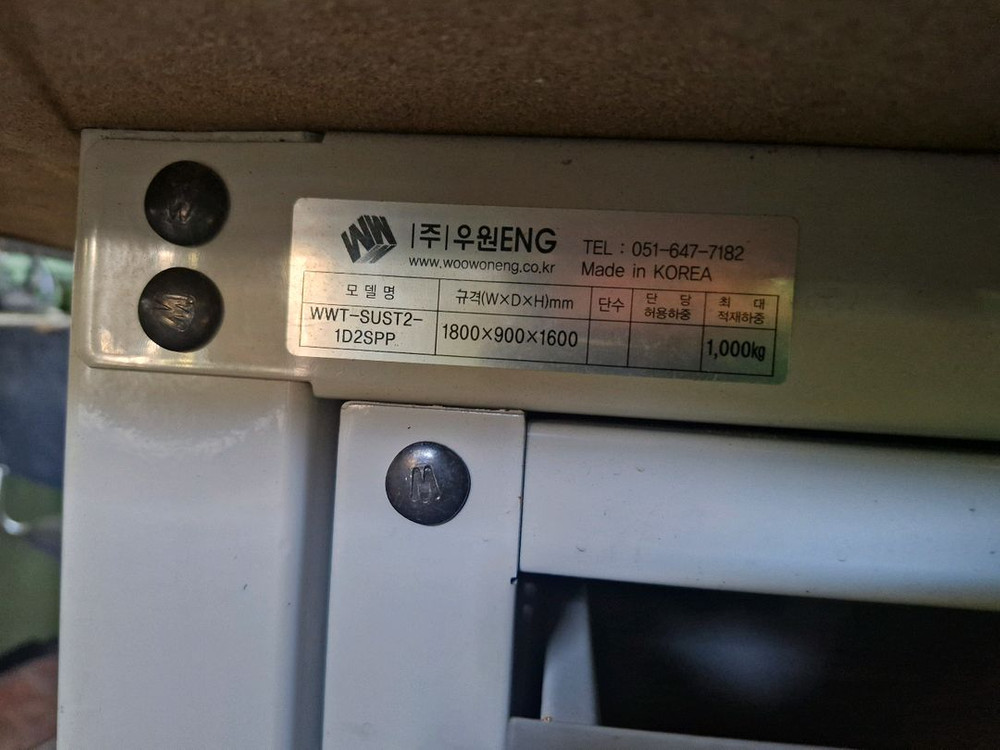 WW |주|우원ENG
TEL : 051-647-7182
www.woowoneng.co.kr
Made in KOREA
모델명 규격(W×D×H)mm 단수 단 당 허용하중 최 대 적재하중
WWT-SUST2-1D2SPP 1800×900×1600 1,000kg
W
W